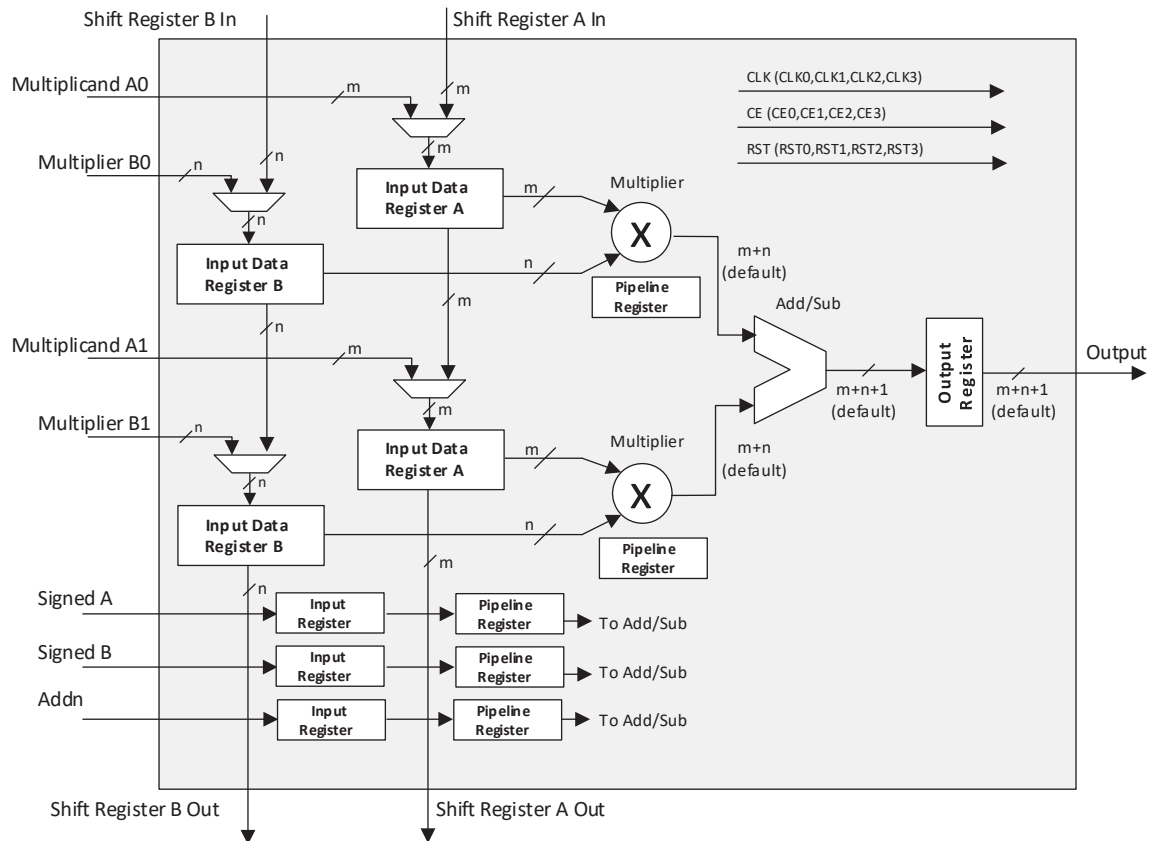 Shift Register B In
Shift Register A In
Multiplicand A0
m
m
CLK (CLK0,CLK1,CLK2,CLK3)
CE (CE0,CE1,CE2,CE3)
RST (RST0,RST1,RST2,RST3)
m
Multiplier B0
n
n
n
Input Data
Register A
m
Multiplier
X
m+n
(default)
Input Data
Register B
n
Pipeline
Register
m
n
Add/Sub
Multiplicand A1
m
Output
Register
Output
m+n+1
(default)
m+n+1
(default)
m
Multiplier B1
n
n
Input Data
Register A
m
Multiplier
X
m+n
(default)
Input Data
Register B
n
Pipeline
Register
m
n
Signed A
Input
Register
Pipeline
Register
To Add/Sub
Signed B
Input
Register
Pipeline
Register
To Add/Sub
Addn
Input
Register
Pipeline
Register
To Add/Sub
Shift Register B Out
Shift Register A Out